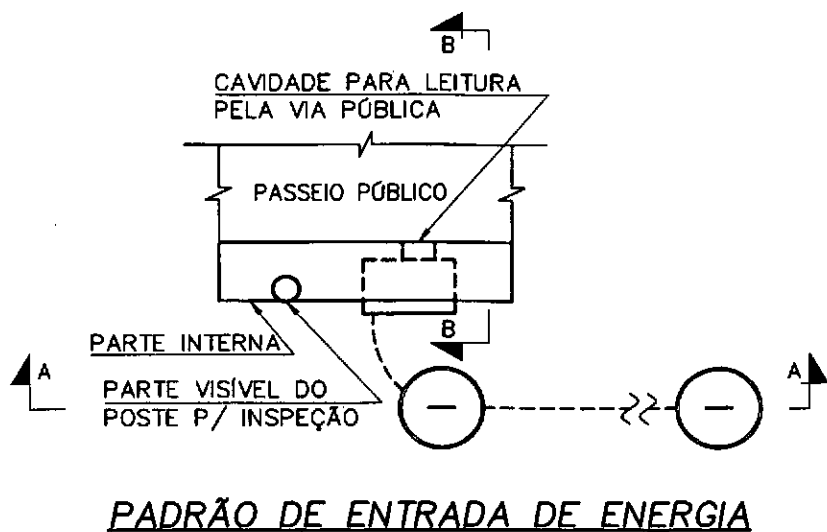 B
CAVIDADE PARA LEITURA
PELA VIA PÚBLICA
PASSEIO PÚBLICO
B
PARTE INTERNA
A
A
PARTE VISÍVEL DO
POSTE P/ INSPEÇÃO
PADRÃO DE ENTRADA DE ENERGIA